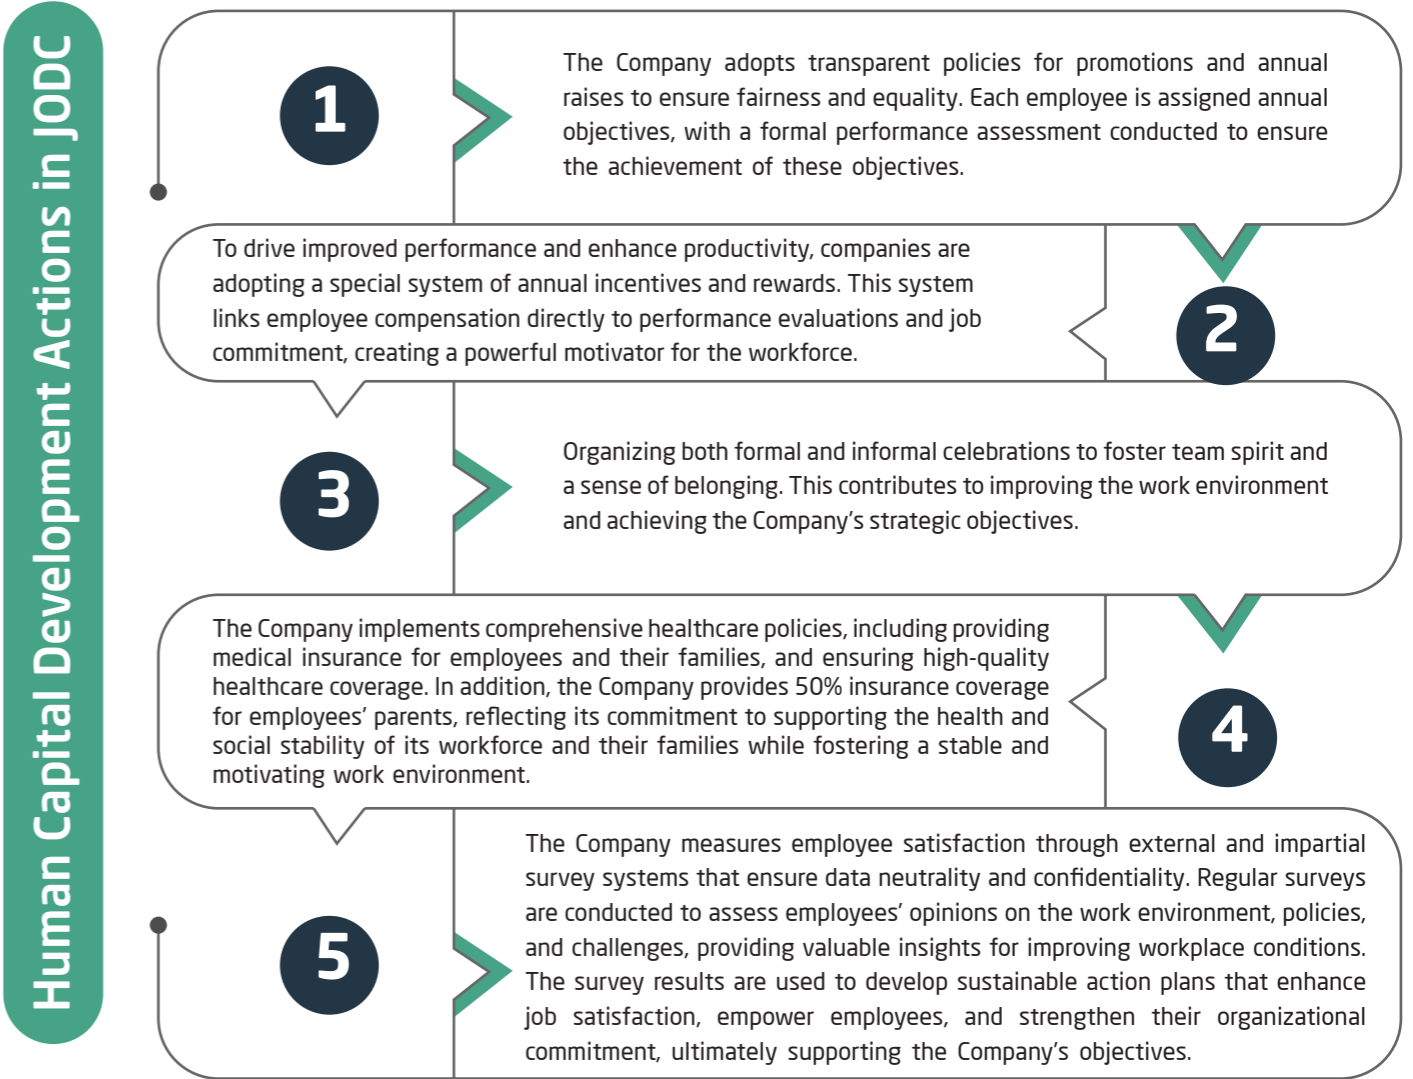 Human Capital Development Actions in JODC
1
The Company adopts transparent policies for promotions and annual
raises to ensure fairness and equality. Each employee is assigned annual
objectives, with a formal performance assessment conducted to ensure
the achievement of these objectives.
To drive improved performance and enhance productivity, companies are
adopting a special system of annual incentives and rewards. This system
links employee compensation directly to performance evaluations and job
commitment, creating a powerful motivator for the workforce.
2
3
Organizing both formal and informal celebrations to foster team spirit and
a sense of belonging. This contributes to improving the work environment
and achieving the Company’s strategic objectives.
The Company implements comprehensive healthcare policies, including providing
medical insurance for employees and their families, and ensuring high-quality
healthcare coverage. In addition, the Company provides 50% insurance coverage
for employees’ parents, reflecting its commitment to supporting the health and
social stability of its workforce and their families while fostering a stable and
motivating work environment.
4
5
The Company measures employee satisfaction through external and impartial
survey systems that ensure data neutrality and confidentiality. Regular surveys
are conducted to assess employees’ opinions on the work environment, policies,
and challenges, providing valuable insights for improving workplace conditions.
The survey results are used to develop sustainable action plans that enhance
job satisfaction, empower employees, and strengthen their organizational
commitment, ultimately supporting the Company’s objectives.